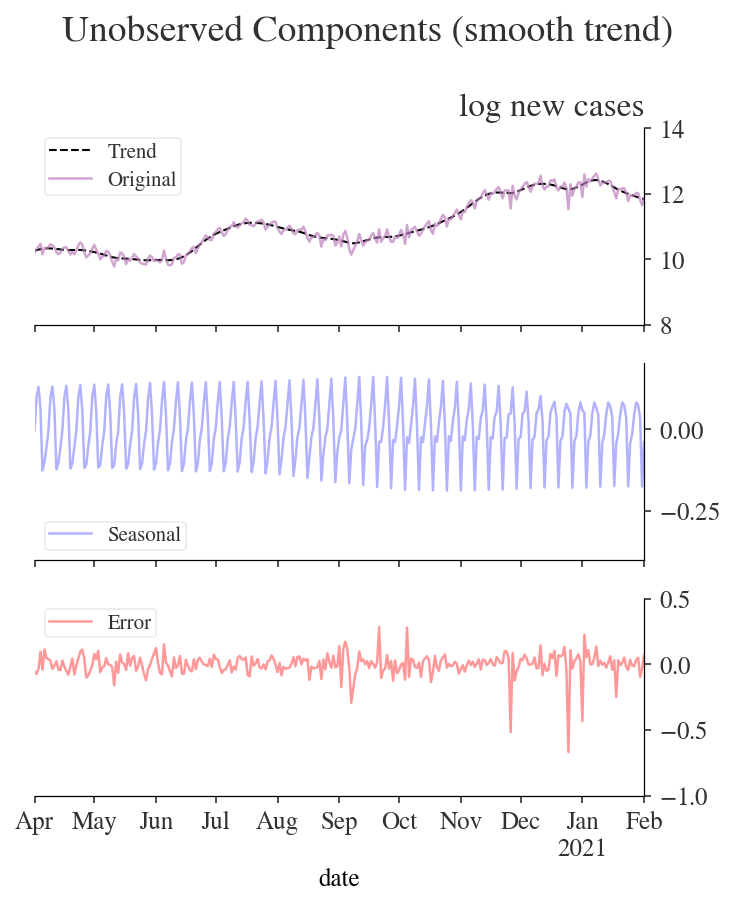 Unobserved Components (smooth trend)
log new cases
Trend
Original
14
12
10
8
Seasonal
0.00
−0.25
Error
0.5
0.0
−0.5
−1.0
Apr May Jun Jul Aug Sep Oct Nov Dec Jan Feb
2021
date